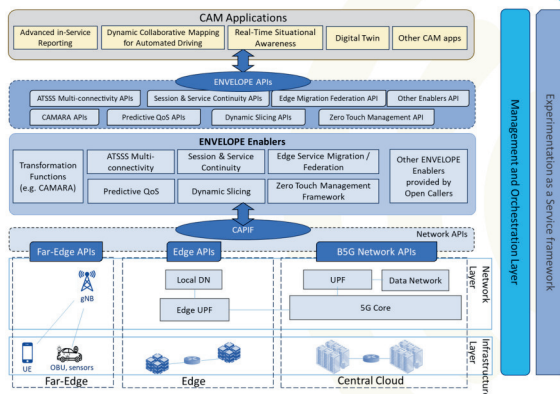 CAM Applications
Advanced in-Service
Reporting
Dynamic Collaborative Mapping
for Automated Driving
Real-Time Situational
Awareness
Digital Twin
Other CAM apps
ENVELOPE APIs
ATSSS Multi-connectivity APIs
Session & Service Continuity APIs
Edge Migration Federation API
Other Enablers API
CAMARA APIs
Predictive QoS APIs
Dynamic Slicing APIs
Zero Touch Management API
ENVELOPE Enablers
Transformation
Functions
(e.g. CAMARA)
ATSSS Multi-
connectivity
Session & Service
Continuity
Edge Service Migration /
Federation
Predictive QoS
Dynamic Slicing
Zero Touch Management
Framework
Other ENVELOPE
Enablers
provided by
Open Callers
CAPIF
Network APIs
Far-Edge APIs
Edge APIs
B5G Network APIs
gNB
Local DN
Edge UPF
UPF
Data Network
5G Core
Network
Layer
UE
OBU, sensors
Infrastructure
Layer
Far-Edge
Edge
Central Cloud
Management and Orchestration Layer
Experimentation as a Service framework